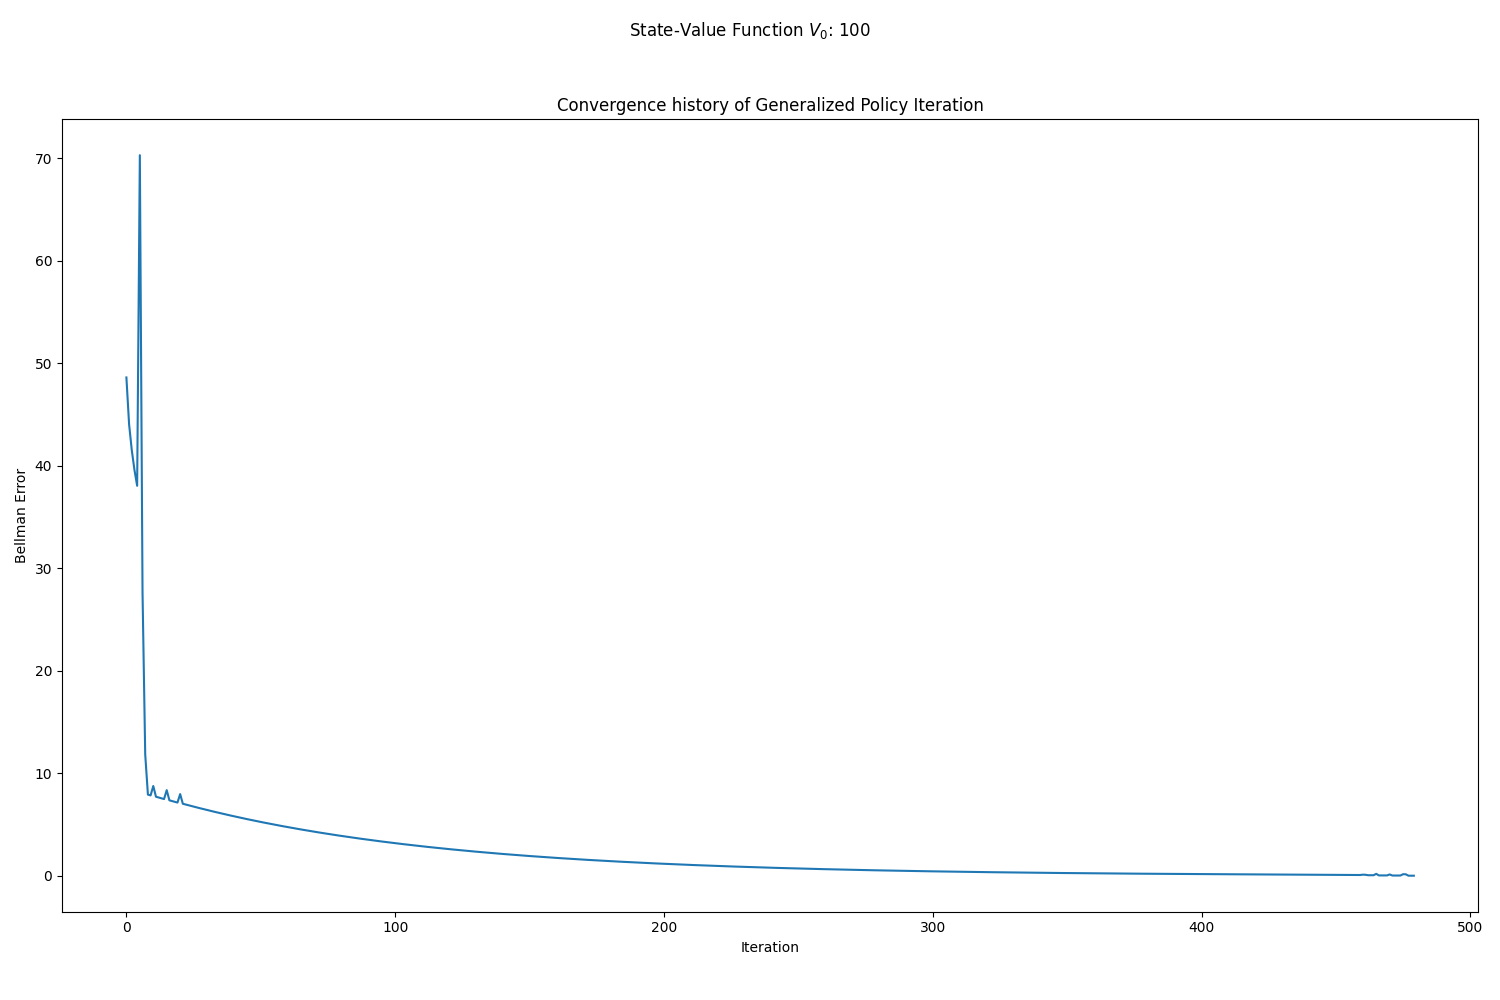 State-Value Function $V_0$: 100
Convergence history of Generalized Policy Iteration
70
60
50
40
30
20
10
0
Bellman Error
0 100 200 300 400 500
Iteration